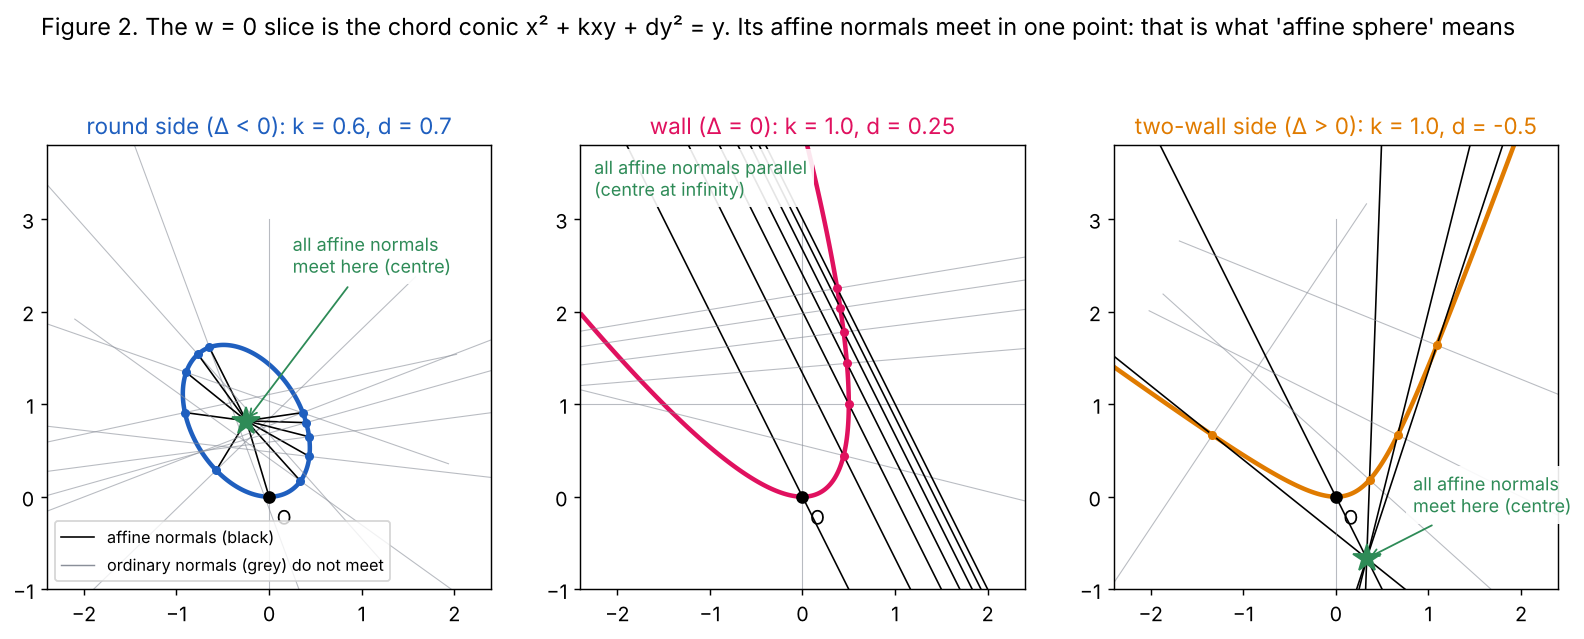 Figure 2. The w = 0 slice is the chord conic x² + kxy + dy² = y. Its affine normals meet in one point: that is what 'affine sphere' means
round side (Δ < 0): k = 0.6, d = 0.7
3
2
1
0
−1
−2
−1
0
1
2
all affine normals
meet here (centre)
O
affine normals (black)
ordinary normals (grey) do not meet
wall (Δ = 0): k = 1.0, d = 0.25
all affine normals parallel
(centre at infinity)
3
2
1
0
−1
O
−2
−1
0
1
2
two-wall side (Δ > 0): k = 1.0, d = -0.5
3
2
1
0
−1
O
all affine normals
meet here (centre)
−2
−1
0
1
2